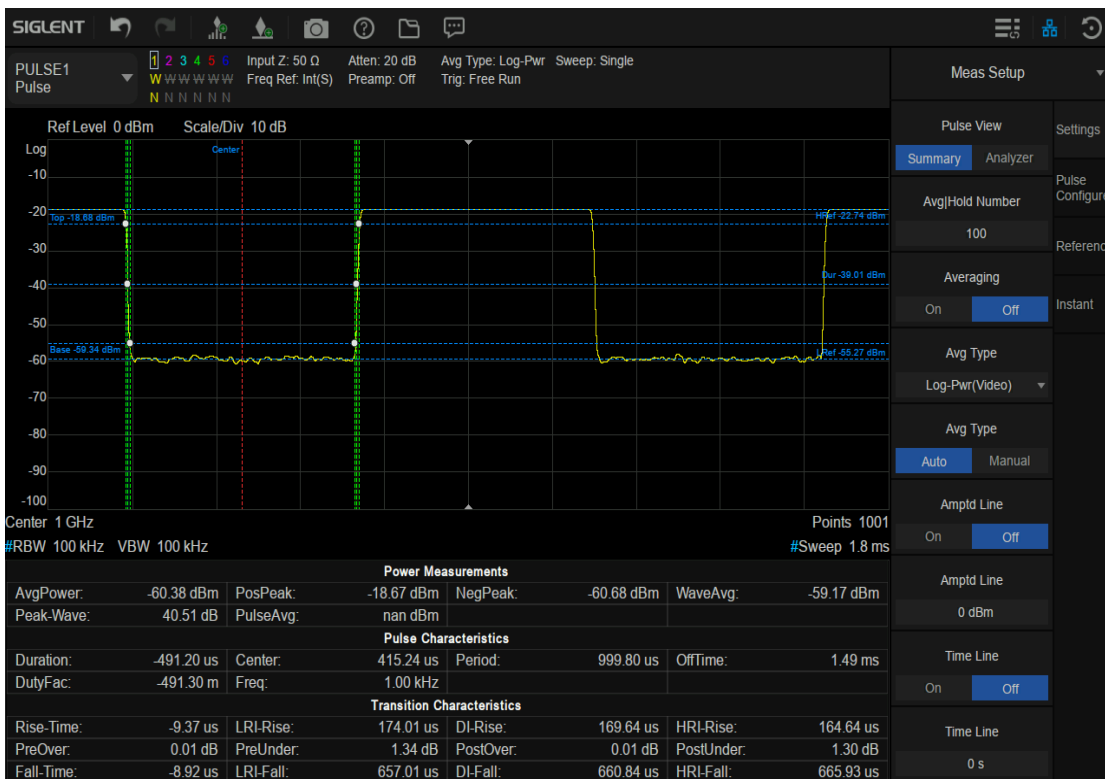 SIGLENT
PULSE1
Pulse
1 2 3 4 5 6
W W W W W W
N N N N N N
Input Z: 50 Ω
Freq Ref: Int(S)
Atten: 20 dB
Preamp: Off
Avg Type: Log-Pwr
Trig: Free Run
Sweep: Single
Ref Level 0 dBm Scale/Div 10 dB
Log
Center
-10
-20
Top -18.68 dBm
HRef -22.74 dBm
-30
Dur -39.01 dBm
-40
-50
Base -59.34 dBm
LRef -55.27 dBm
-60
-70
-80
-90
-100
Center 1 GHz Points 1001
#RBW 100 kHz VBW 100 kHz #Sweep 1.8 ms
Power Measurements
AvgPower: -60.38 dBm PosPeak: -18.67 dBm NegPeak: -60.68 dBm WaveAvg: -59.17 dBm
Peak-Wave: 40.51 dB PulseAvg: nan dBm
Pulse Characteristics
Duration: -491.20 us Center: 415.24 us Period: 999.80 us OffTime: 1.49 ms
DutyFac: -491.30 m Freq: 1.00 kHz
Transition Characteristics
Rise-Time: -9.37 us LRI-Rise: 174.01 us DI-Rise: 169.64 us HRI-Rise: 164.64 us
PreOver: 0.01 dB PreUnder: 1.34 dB PostOver: 0.01 dB PostUnder: 1.30 dB
Fall-Time: -8.92 us LRI-Fall: 657.01 us DI-Fall: 660.84 us HRI-Fall: 665.93 us
Meas Setup
Pulse View
Summary Analyzer
Avg|Hold Number
100
Averaging
On Off
Avg Type
Log-Pwr(Video)
Avg Type
Auto Manual
Amptd Line
On Off
Amptd Line
0 dBm
Time Line
On Off
Time Line
0 s
Settings
Pulse
Configure
Referenc
Instant